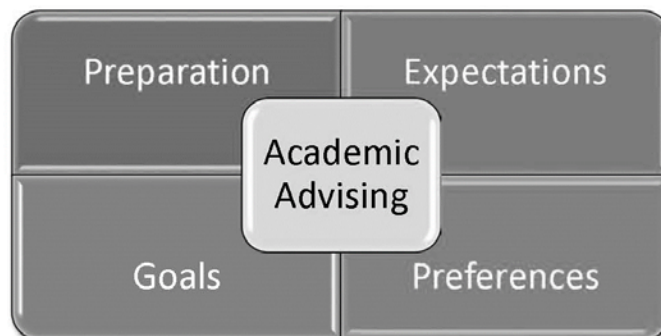 Preparation
Expectations
Academic
Advising
Goals
Preferences